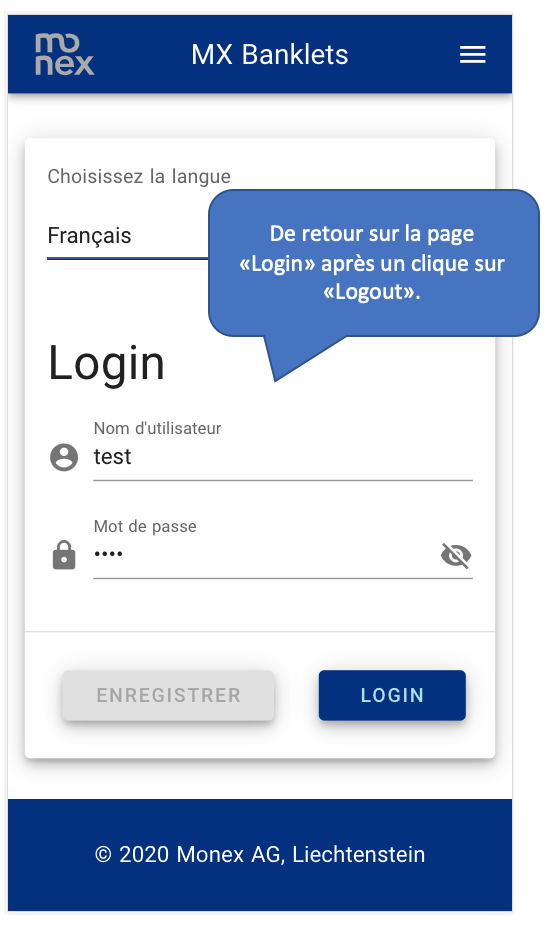 mo
nex
MX Banklets
Choisissez la langue
Français
De retour sur la page
«Login» après un clique sur
«Logout».
Login
Nom d'utilisateur
test
Mot de passe
••••
ENREGISTRER
LOGIN
© 2020 Monex AG, Liechtenstein